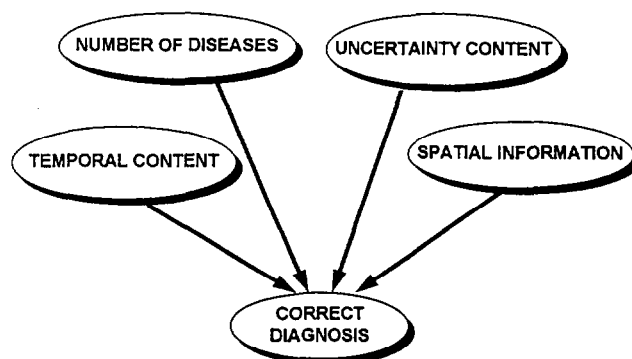 NUMBER OF DISEASES
UNCERTAINTY CONTENT
TEMPORAL CONTENT
SPATIAL INFORMATION
CORRECT
DIAGNOSIS